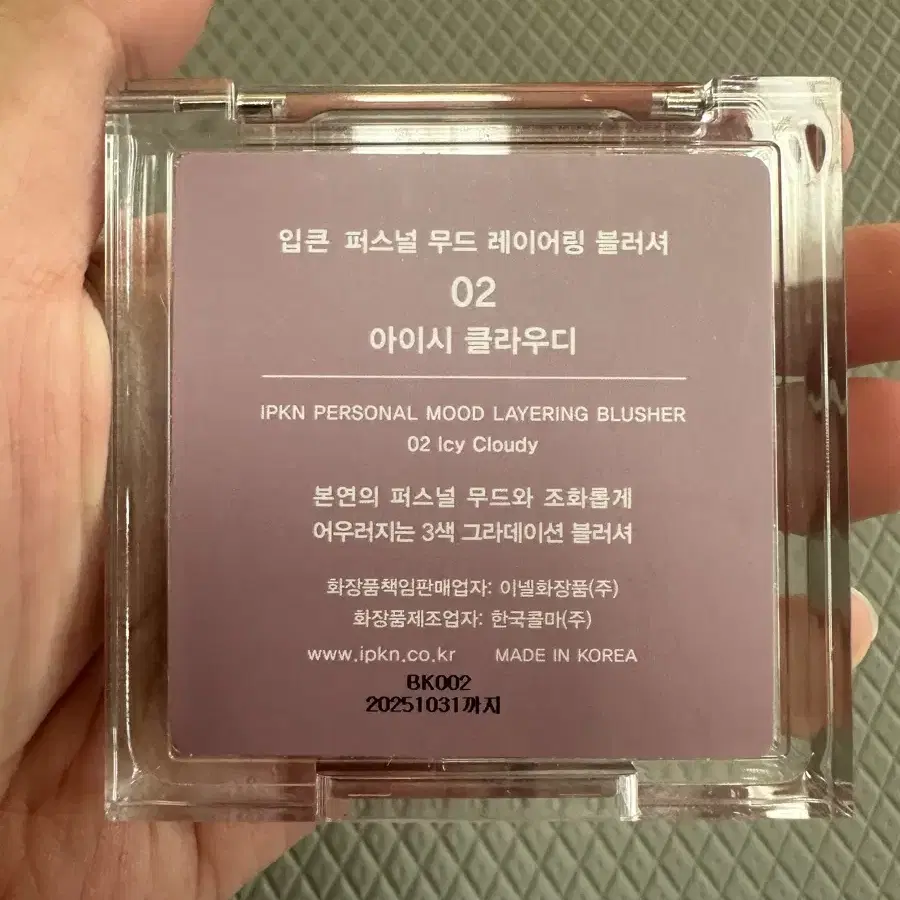 입큰 퍼스널 무드 레이어링 블러셔
02
아이시 클라우디
IPKN PERSONAL MOOD LAYERING BLUSHER
02 Icy Cloudy
본연의 퍼스널 무드와 조화롭게
어우러지는 3색 그라데이션 블러셔
화장품책임판매업자: 이넬화장품(주)
화장품제조업자: 한국콜마(주)
www.ipkn.co.kr MADE IN KOREA
BK002
20251031까지